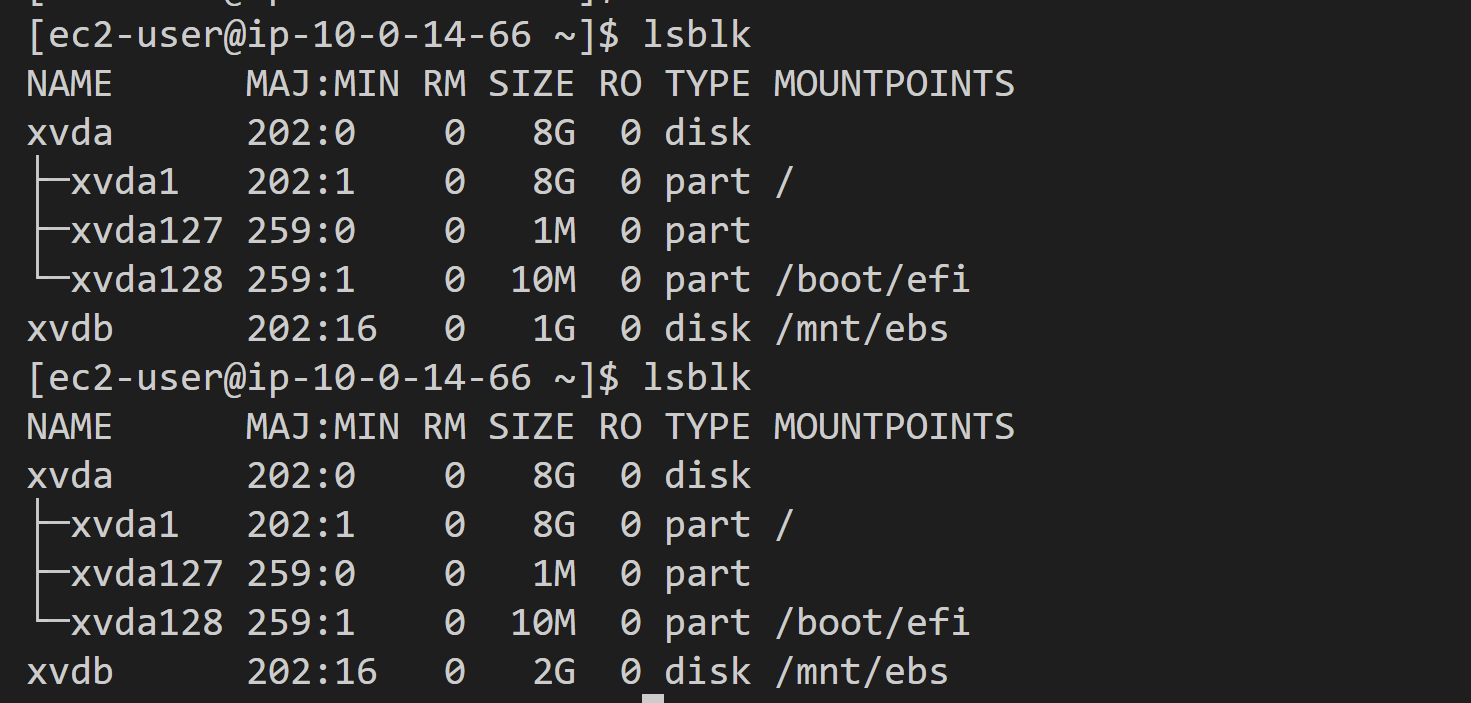 [ec2-user@ip-10-0-14-66 ~]$ lsblk
NAME      MAJ:MIN RM SIZE RO TYPE MOUNTPOINTS
xvda      202:0    0   8G  0 disk
├─xvda1   202:1    0   8G  0 part /
├─xvda127 259:0    0   1M  0 part
└─xvda128 259:1    0  10M  0 part /boot/efi
xvdb      202:16   0   1G  0 disk /mnt/ebs
[ec2-user@ip-10-0-14-66 ~]$ lsblk
NAME      MAJ:MIN RM SIZE RO TYPE MOUNTPOINTS
xvda      202:0    0   8G  0 disk
├─xvda1   202:1    0   8G  0 part /
├─xvda127 259:0    0   1M  0 part
└─xvda128 259:1    0  10M  0 part /boot/efi
xvdb      202:16   0   2G  0 disk /mnt/ebs